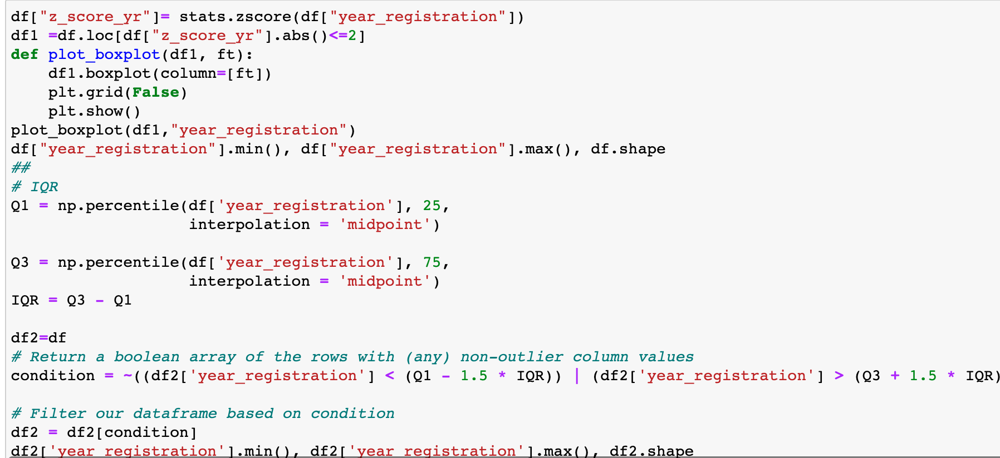 df["z_score_yr"]= stats.zscore(df["year_registration"])
df1 =df.loc[df["z_score_yr"].abs()<=2]
def plot_boxplot(df1, ft):
    df1.boxplot(column=[ft])
    plt.grid(False)
    plt.show()
plot_boxplot(df1,"year_registration")
df["year_registration"].min(), df["year_registration"].max(), df.shape
##
# IQR
Q1 = np.percentile(df['year_registration'], 25,
                   interpolation = 'midpoint')
Q3 = np.percentile(df['year_registration'], 75,
                   interpolation = 'midpoint')
IQR = Q3 - Q1
df2=df
# Return a boolean array of the rows with (any) non-outlier column values
condition = ~((df2['year_registration'] < (Q1 - 1.5 * IQR)) | (df2['year_registration'] > (Q3 + 1.5 * IQR)
# Filter our dataframe based on condition
df2 = df2[condition]
df2['year_registration'].min(), df2['year_registration'].max(), df2.shape